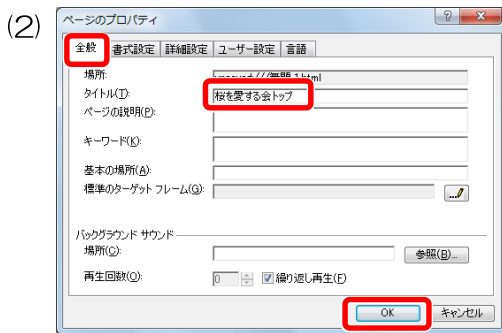 (2)
ページのプロパティ
全般 書式設定 詳細設定 ユーザー設定 言語
場所: unsaved:///無題 1.html
タイトル(T): 桜を愛する会トップ
ページの説明(P):
キーワード(K):
基本の場所(A):
標準のターゲット フレーム(G):
バックグラウンド サウンド
場所(C): 参照(B)...
再生回数(O): 0 繰り返し再生(F)
OK キャンセル